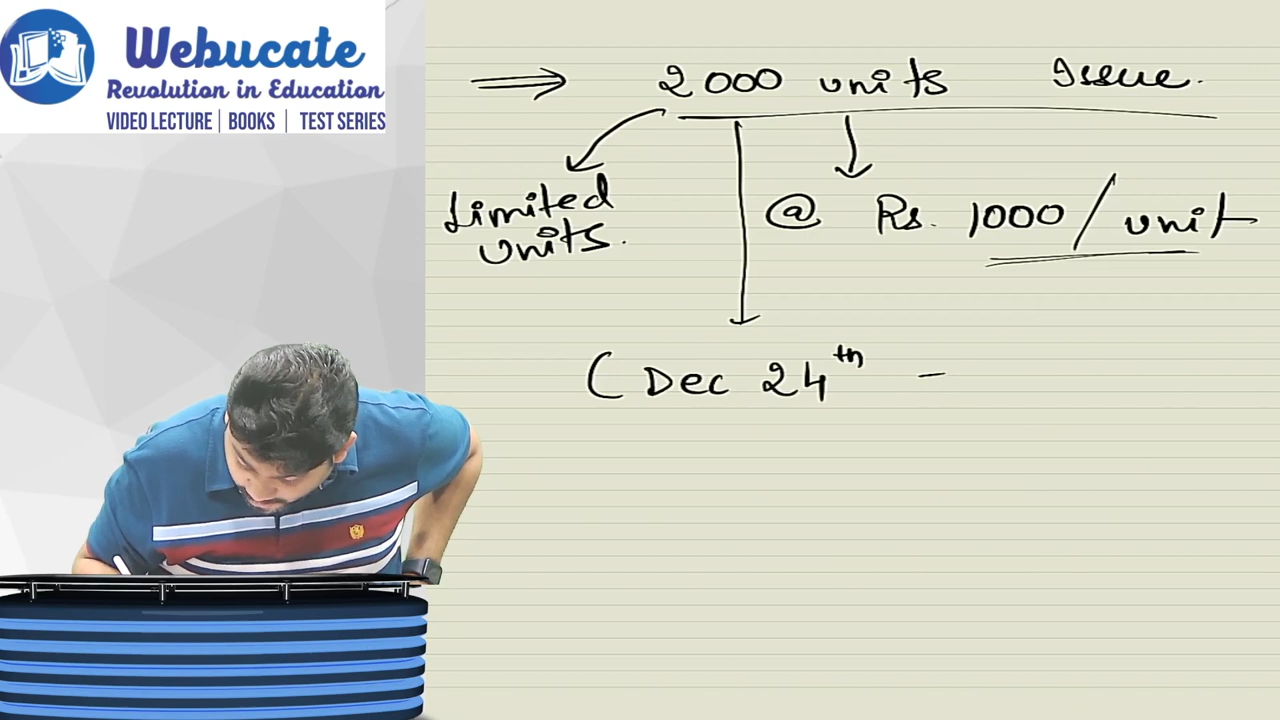 Webucate
Revolution in Education
VIDEO LECTURE | BOOKS | TEST SERIES
⇒ 2000 units Issue.
Limited
units.
@ Rs. 1000 / unit
( Dec 24th -